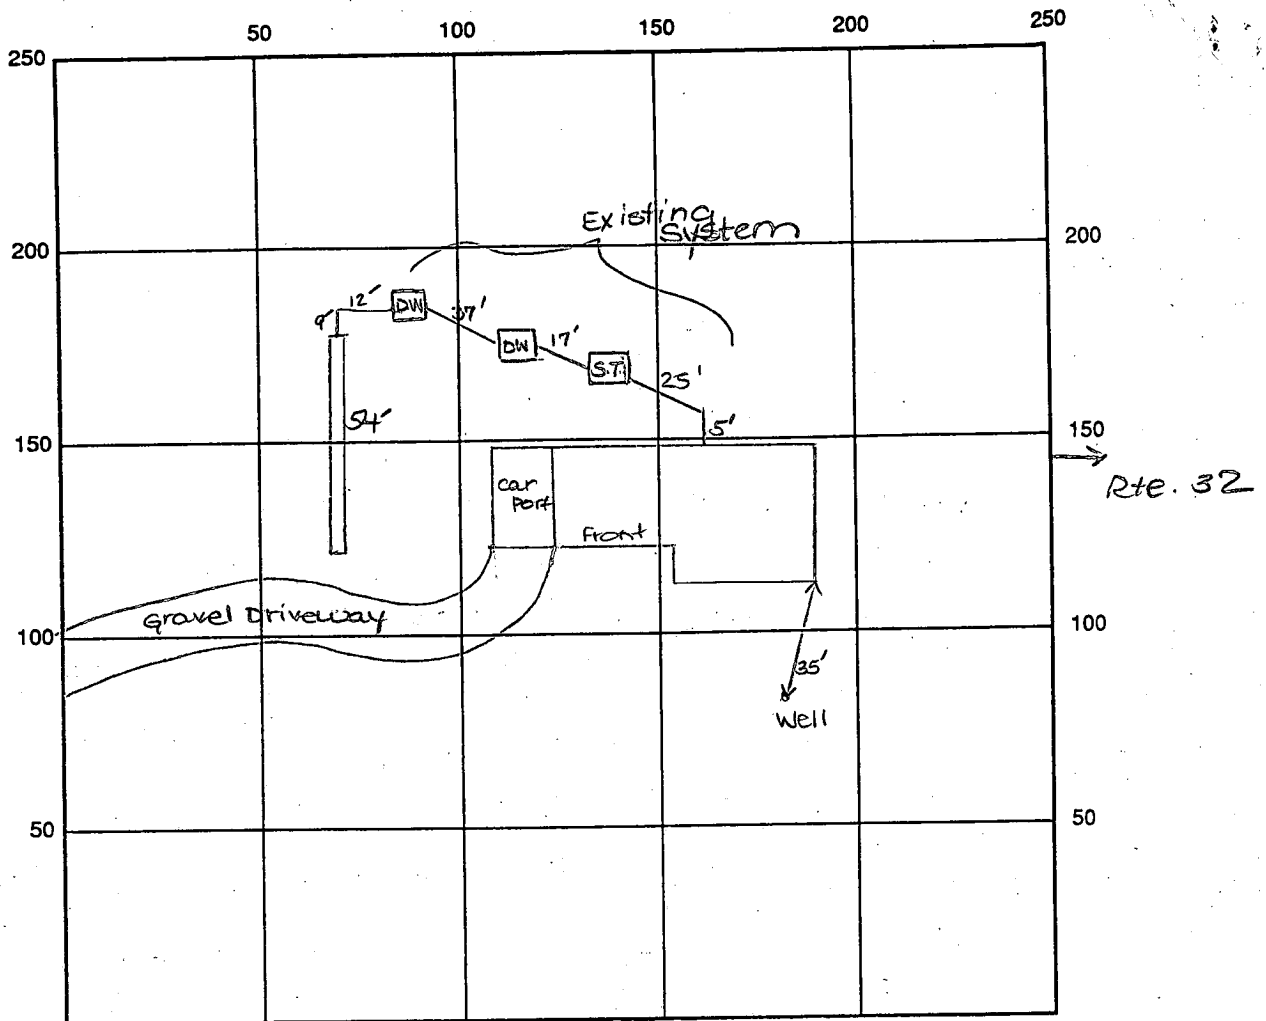 50 100 150 200 250
250
Existing
System
200 200
12'
9'
DW
37'
DW
17'
S.T.
25'
54'
5'
150 150
Rte. 32
car
Port
Front
Gravel Driveway
100 100
35'
Well
50 50